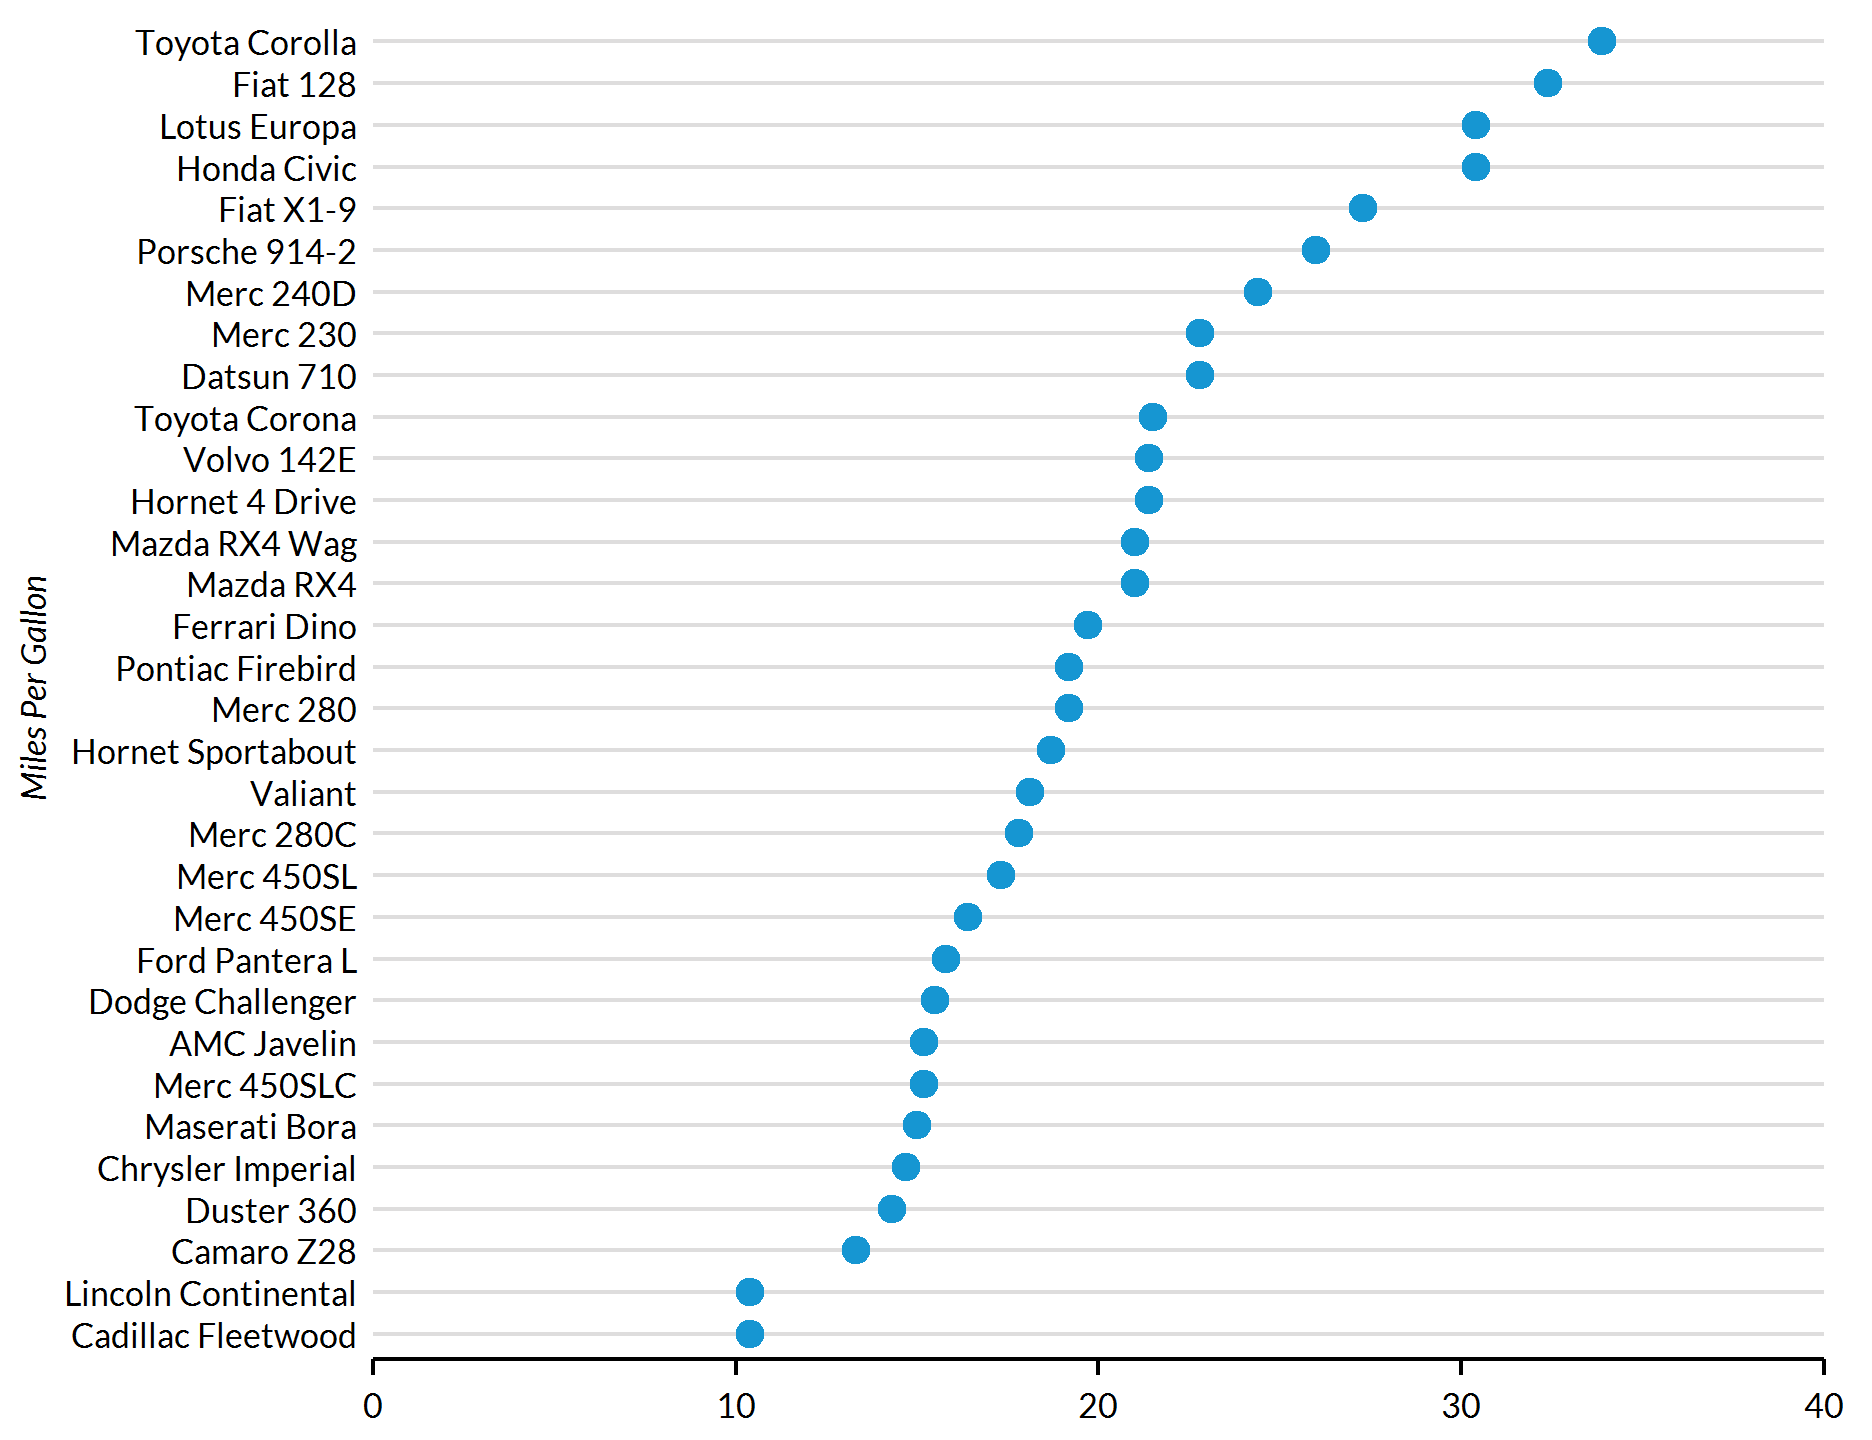 Toyota Corolla
Fiat 128
Lotus Europa
Honda Civic
Fiat X1-9
Porsche 914-2
Merc 240D
Merc 230
Datsun 710
Toyota Corona
Volvo 142E
Hornet 4 Drive
Mazda RX4 Wag
Mazda RX4
Ferrari Dino
Pontiac Firebird
Merc 280
Hornet Sportabout
Valiant
Merc 280C
Merc 450SL
Merc 450SE
Ford Pantera L
Dodge Challenger
AMC Javelin
Merc 450SLC
Maserati Bora
Chrysler Imperial
Duster 360
Camaro Z28
Lincoln Continental
Cadillac Fleetwood
Miles Per Gallon
0 10 20 30 40